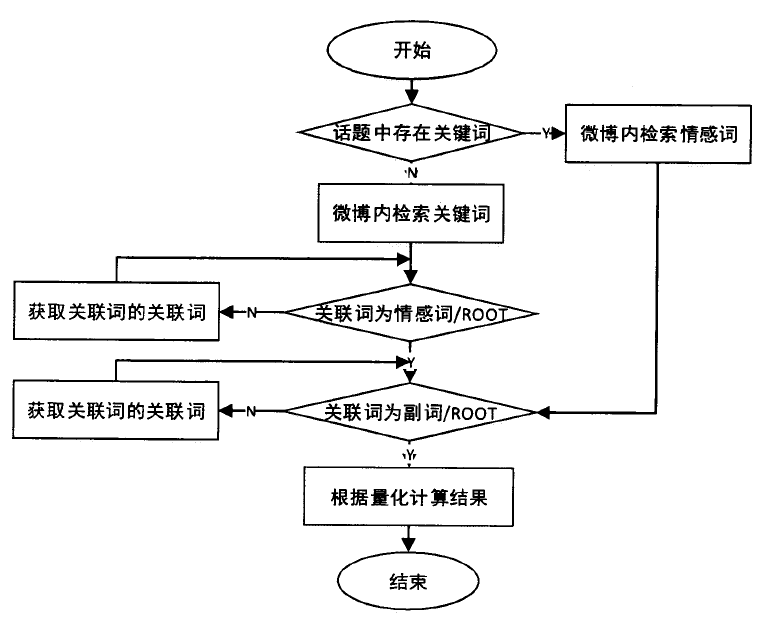 开始
话题中存在关键词
Y
微博内检索情感词
N
微博内检索关键词
获取关联词的关联词
N
关联词为情感词/ROOT
Y
获取关联词的关联词
N
关联词为副词/ROOT
Y
根据量化计算结果
结束